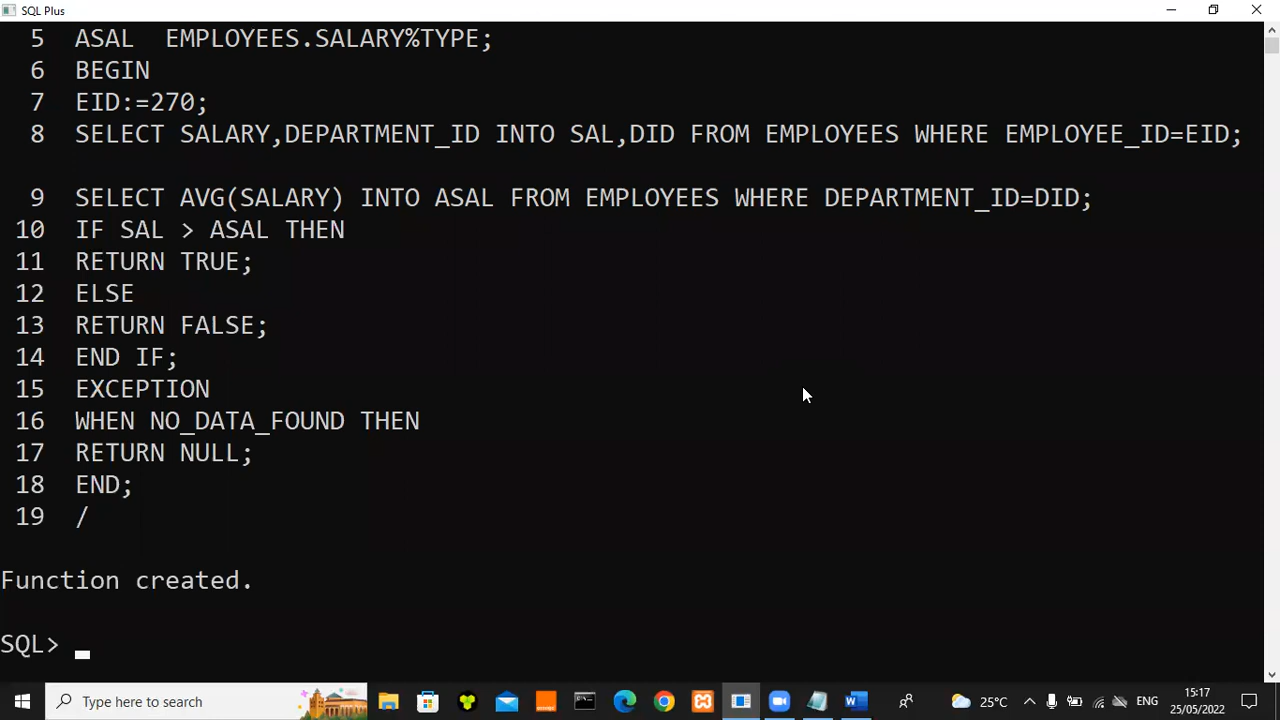 SQL Plus
5 ASAL EMPLOYEES.SALARY%TYPE;
6 BEGIN
7 EID:=270;
8 SELECT SALARY,DEPARTMENT_ID INTO SAL,DID FROM EMPLOYEES WHERE EMPLOYEE_ID=EID;
9 SELECT AVG(SALARY) INTO ASAL FROM EMPLOYEES WHERE DEPARTMENT_ID=DID;
10 IF SAL > ASAL THEN
11 RETURN TRUE;
12 ELSE
13 RETURN FALSE;
14 END IF;
15 EXCEPTION
16 WHEN NO_DATA_FOUND THEN
17 RETURN NULL;
18 END;
19 /
Function created.
SQL>
Type here to search
25°C
ENG
15:17
25/05/2022